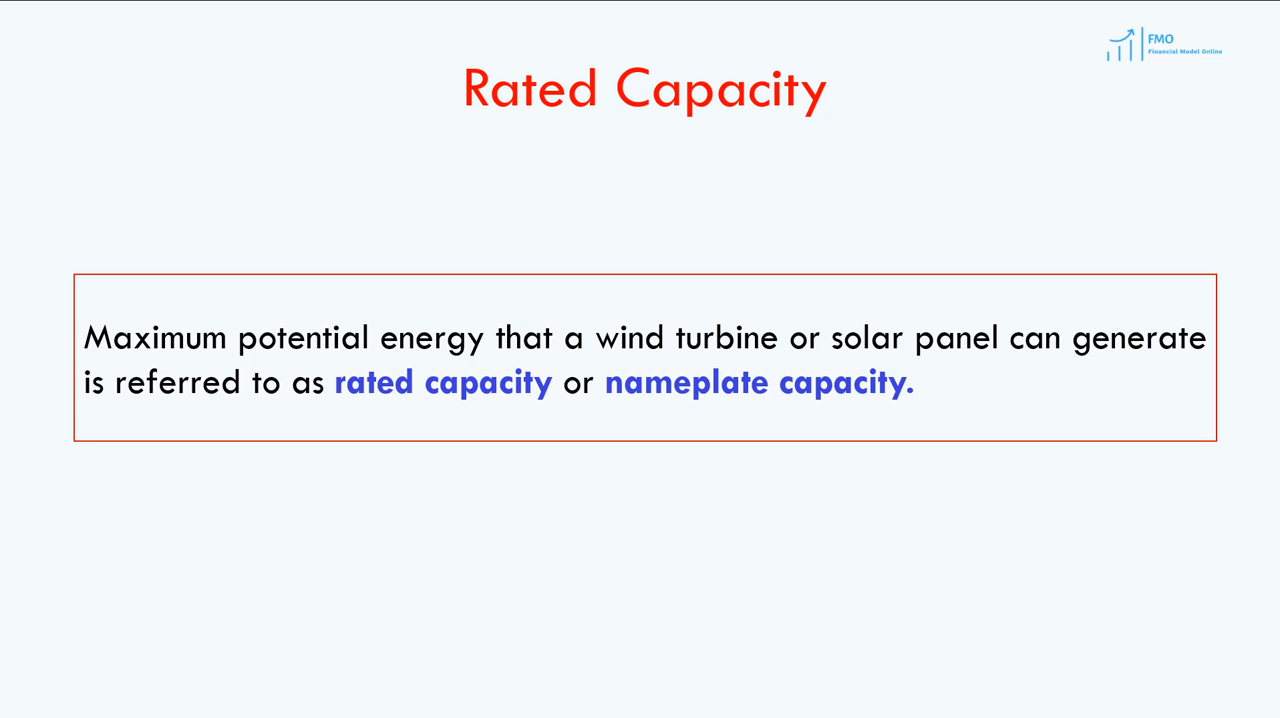 FMO
Financial Model Online
Rated Capacity
Maximum potential energy that a wind turbine or solar panel can generate
is referred to as rated capacity or nameplate capacity.